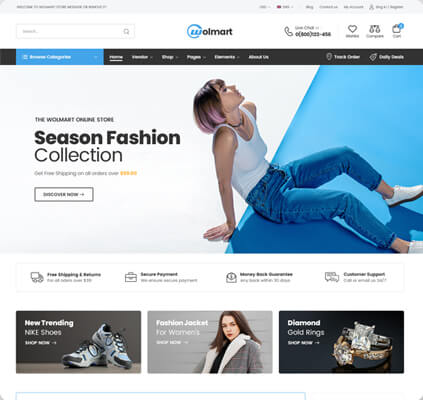 WELCOME TO WOLMART STORE MESSAGE OR REMOVE IT!
USD
ENG
Blog
Contact Us
My Account
Sign In / Register
Search...
Wolmart
Live Chat
0(800)123-456
Wishlist
Compare
Cart
Browse Categories
Home
Vendor
Shop
Pages
Elements
About Us
Track Order
Daily Deals
THE WOLMART ONLINE STORE
Season Fashion
Collection
Get Free Shipping on all orders over $99.00
DISCOVER NOW
Free Shipping & Returns
For all orders over $99
Secure Payment
We ensure secure payment
Money Back Guarantee
Any back within 30 days
Customer Support
Call or email us 24/7
New Trending
NIKE Shoes
SHOP NOW
Fashion Jacket
For Women's
SHOP NOW
Diamond
Gold Rings
SHOP NOW